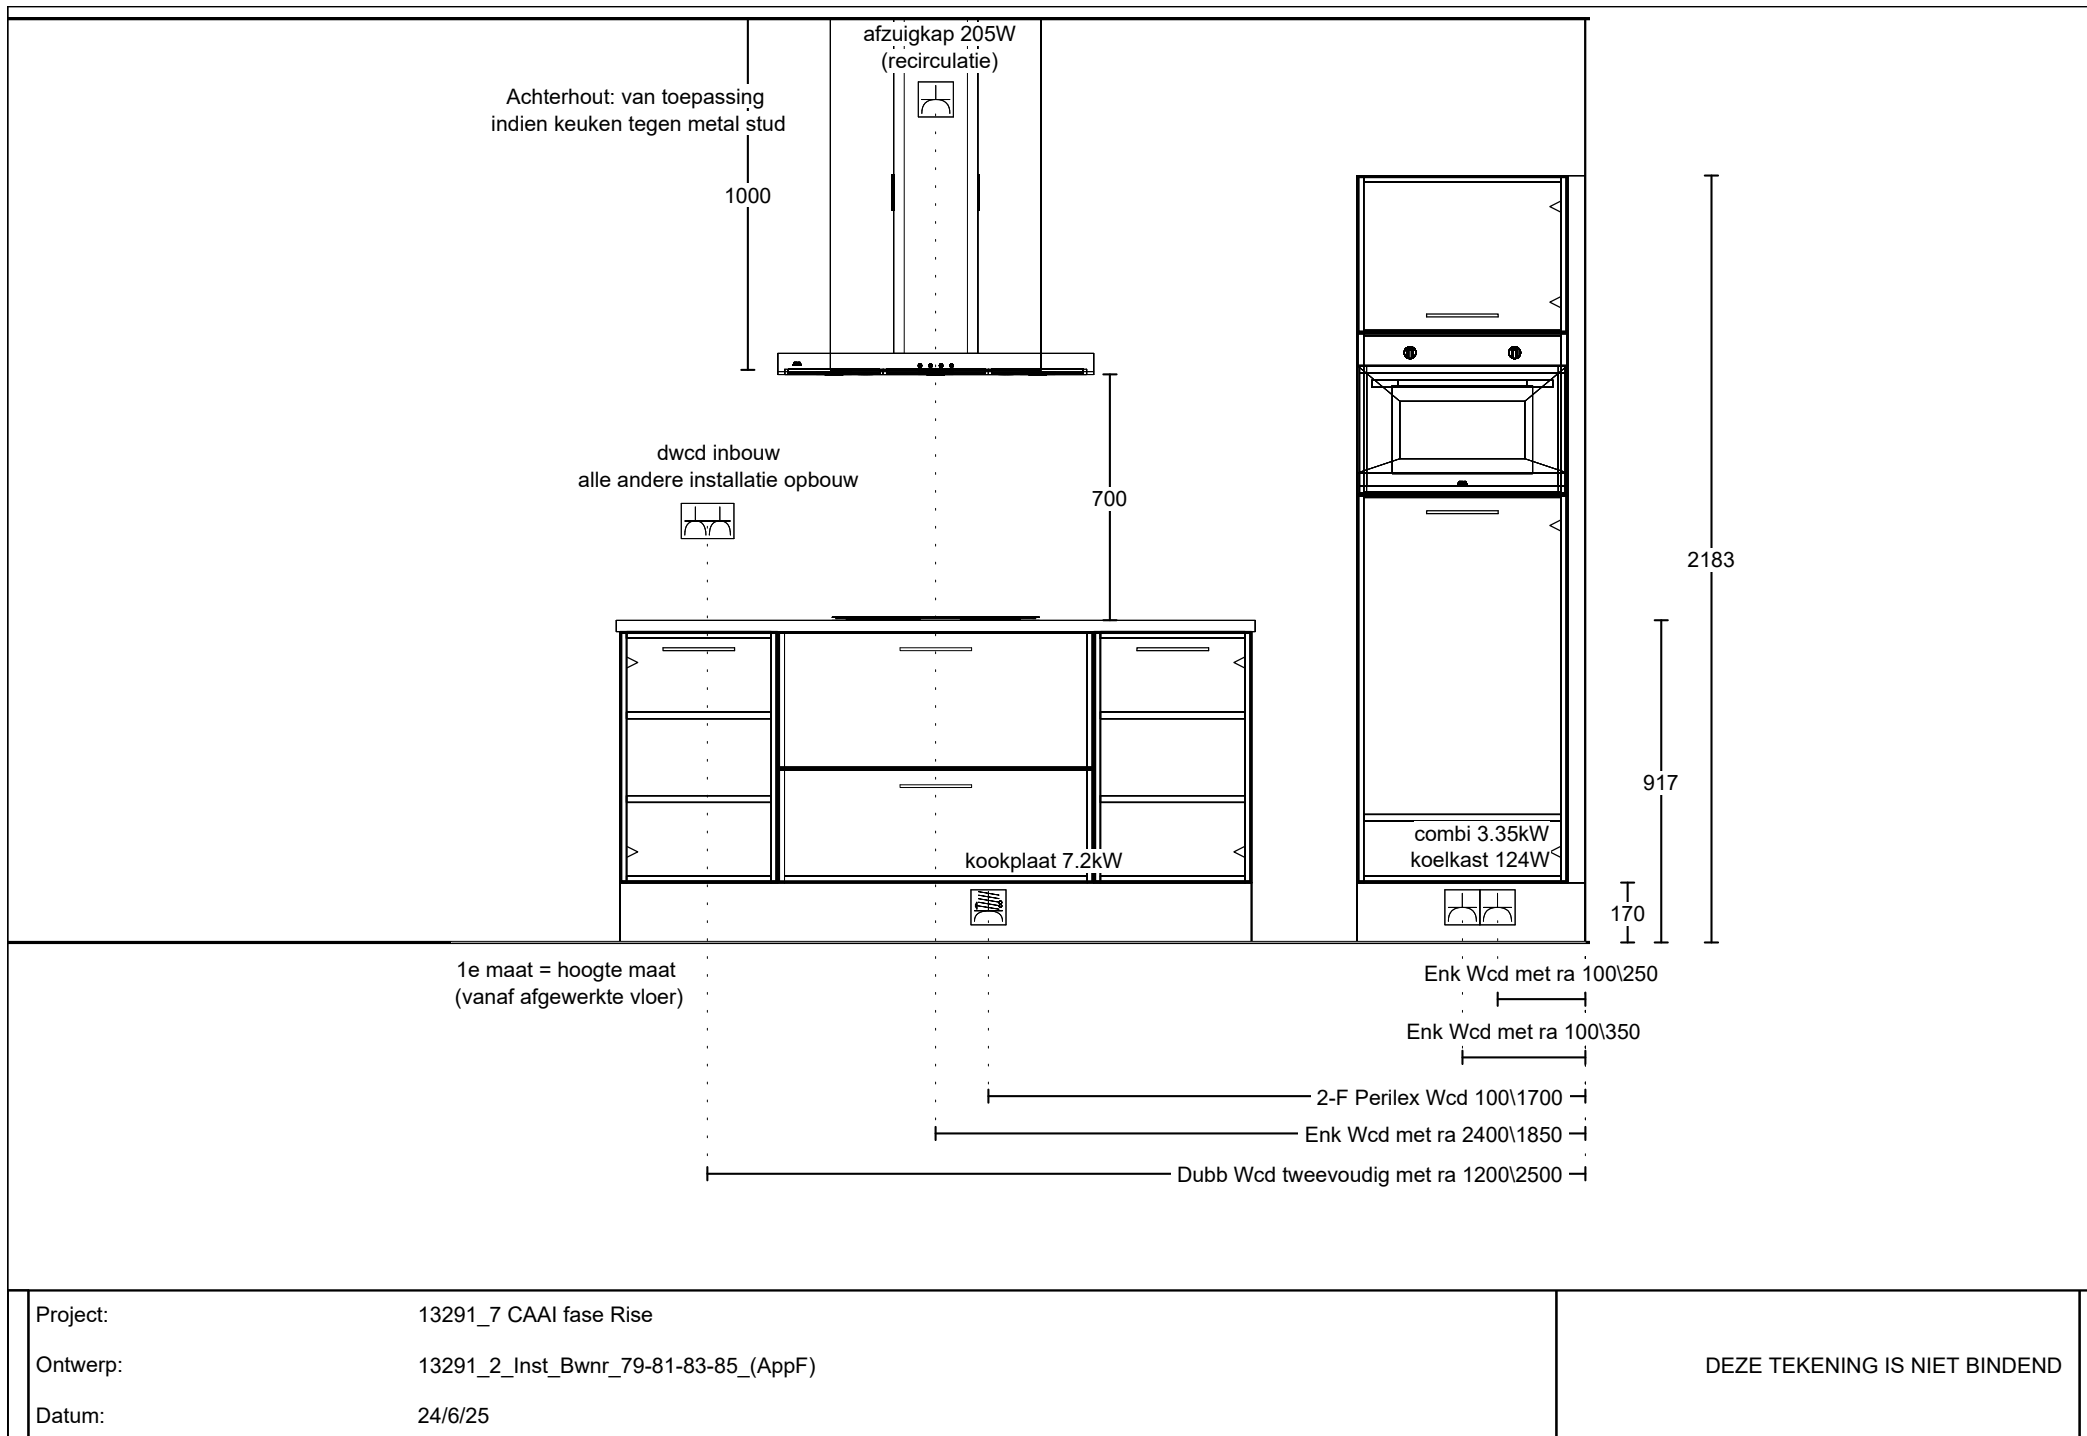 afzuigkap 205W
(recirculatie)
Achterhout: van toepassing
indien keuken tegen metal stud
1000
dwcd inbouw
alle andere installatie opbouw
700
2183
917
combi 3.35kW
koelkast 124W
kookplaat 7.2kW
170
1e maat = hoogte maat
(vanaf afgewerkte vloer)
Enk Wcd met ra 100\250
Enk Wcd met ra 100\350
2-F Perilex Wcd 100\1700
Enk Wcd met ra 2400\1850
Dubb Wcd tweevoudig met ra 1200\2500
Project: 13291_7 CAAI fase Rise
Ontwerp: 13291_2_Inst_Bwnr_79-81-83-85_(AppF)
DEZE TEKENING IS NIET BINDEND
Datum: 24/6/25